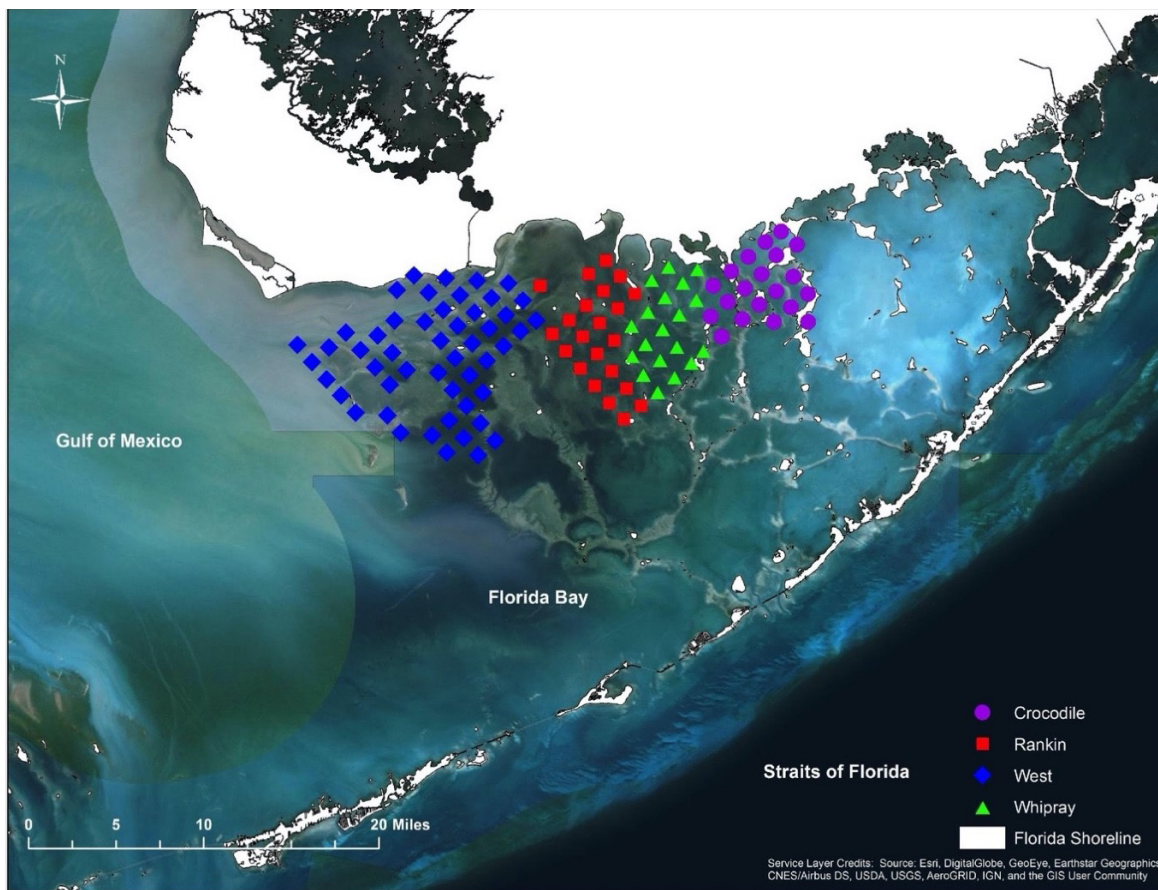 N
Gulf of Mexico
Florida Bay
Straits of Florida
Crocodile
Rankin
West
Whipray
Florida Shoreline
0 5 10 20 Miles
Service Layer Credits: Source: Esri, DigitalGlobe, GeoEye, Earthstar Geographics
CNES/Airbus DS, USDA, USGS, AeroGRID, IGN, and the GIS User Community